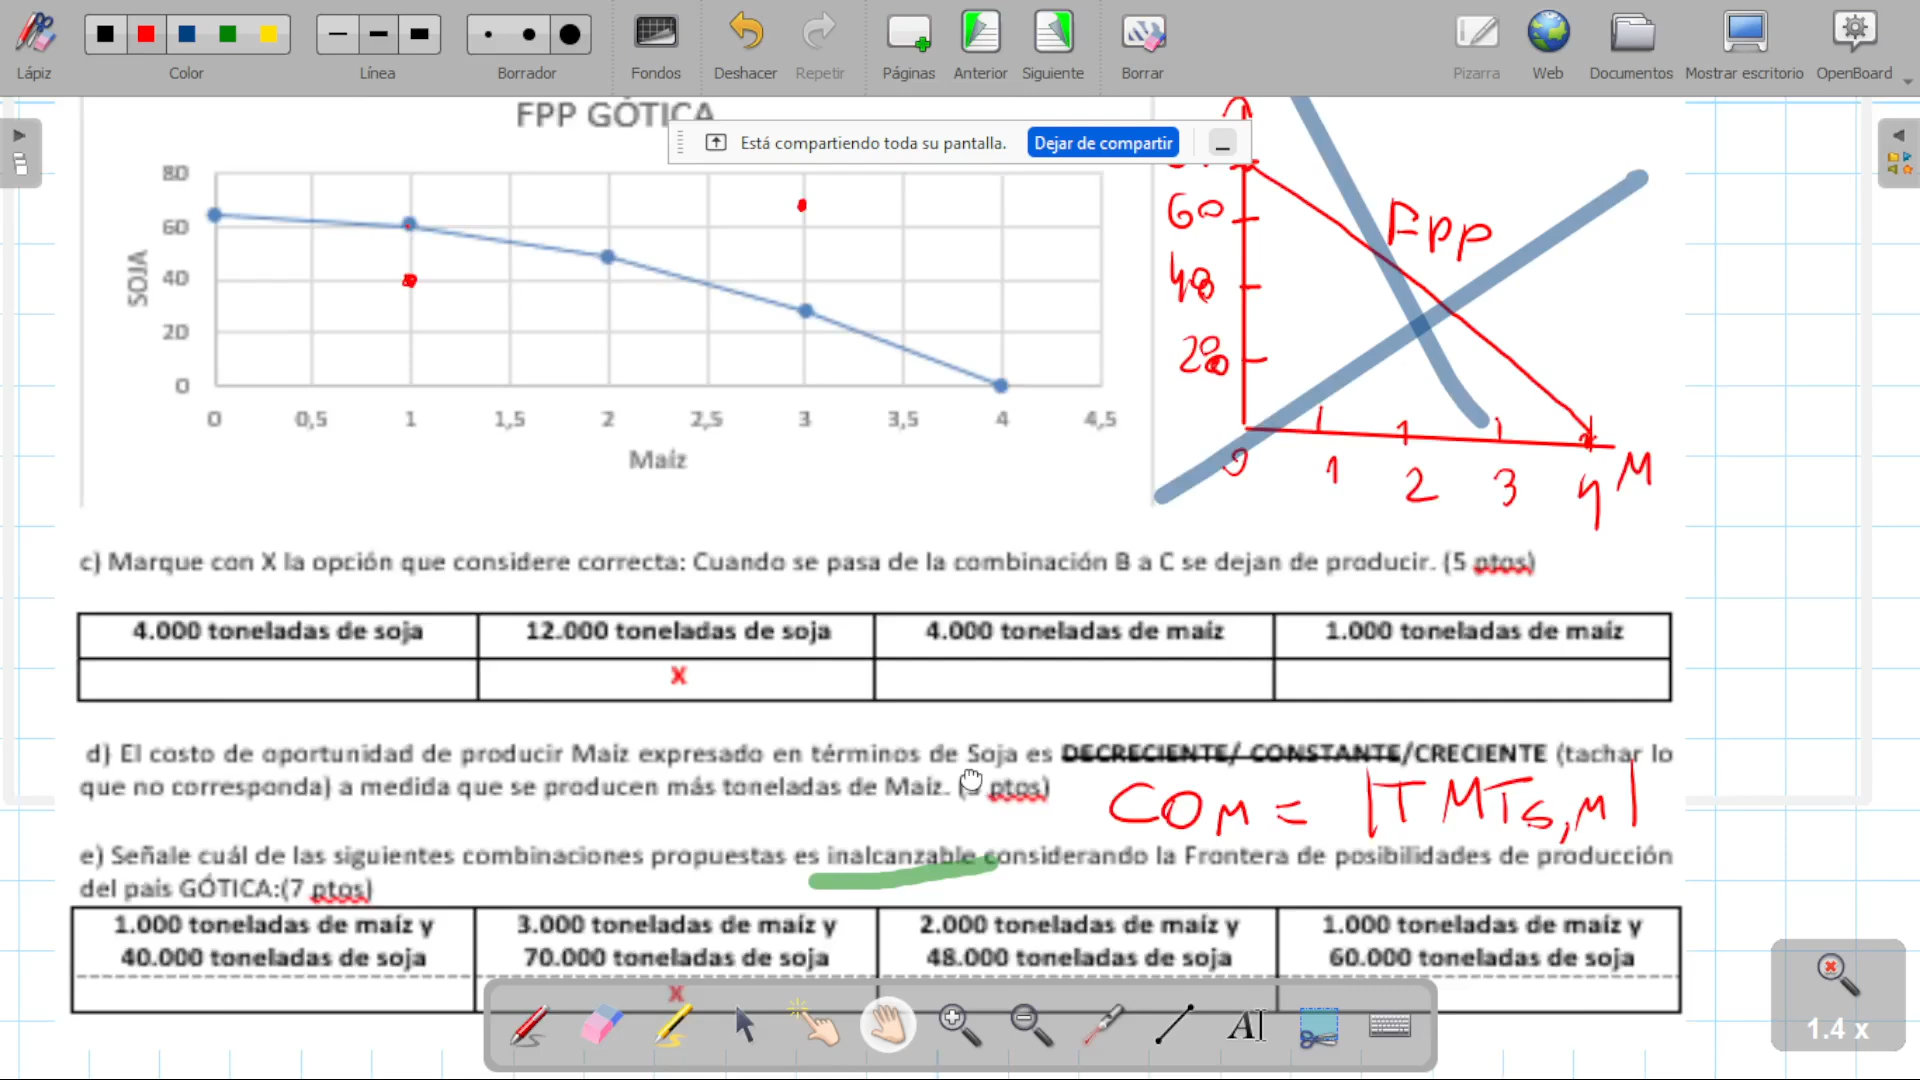 Lápiz
Color
Línea
Borrador
Fondos
Deshacer
Repetir
Páginas
Anterior
Siguiente
Borrar
Pizarra
Web
Documentos
Mostrar escritorio
OpenBoard
FPP GÓTICA
Está compartiendo toda su pantalla.
Dejar de compartir
80
60
40
20
0
SOJA
0
0,5
1
1,5
2
2,5
3
3,5
4
4,5
Maíz
60
40
20
FPP
0
1
2
3
4
M
c) Marque con X la opción que considere correcta: Cuando se pasa de la combinación B a C se dejan de producir. (5 ptos)
4.000 toneladas de soja
12.000 toneladas de soja
4.000 toneladas de maíz
1.000 toneladas de maíz
X
d) El costo de oportunidad de producir Maiz expresado en términos de Soja es DECRECIENTE/ CONSTANTE/CRECIENTE (tachar lo
que no corresponda) a medida que se producen más toneladas de Maiz. ptos)
COM = |TMTS,M|
e) Señale cuál de las siguientes combinaciones propuestas es inalcanzable considerando la Frontera de posibilidades de producción
del país GÓTICA:(7 ptos)
1.000 toneladas de maíz y
40.000 toneladas de soja
3.000 toneladas de maíz y
70.000 toneladas de soja
2.000 toneladas de maíz y
48.000 toneladas de soja
1.000 toneladas de maíz y
60.000 toneladas de soja
X
1.4 x